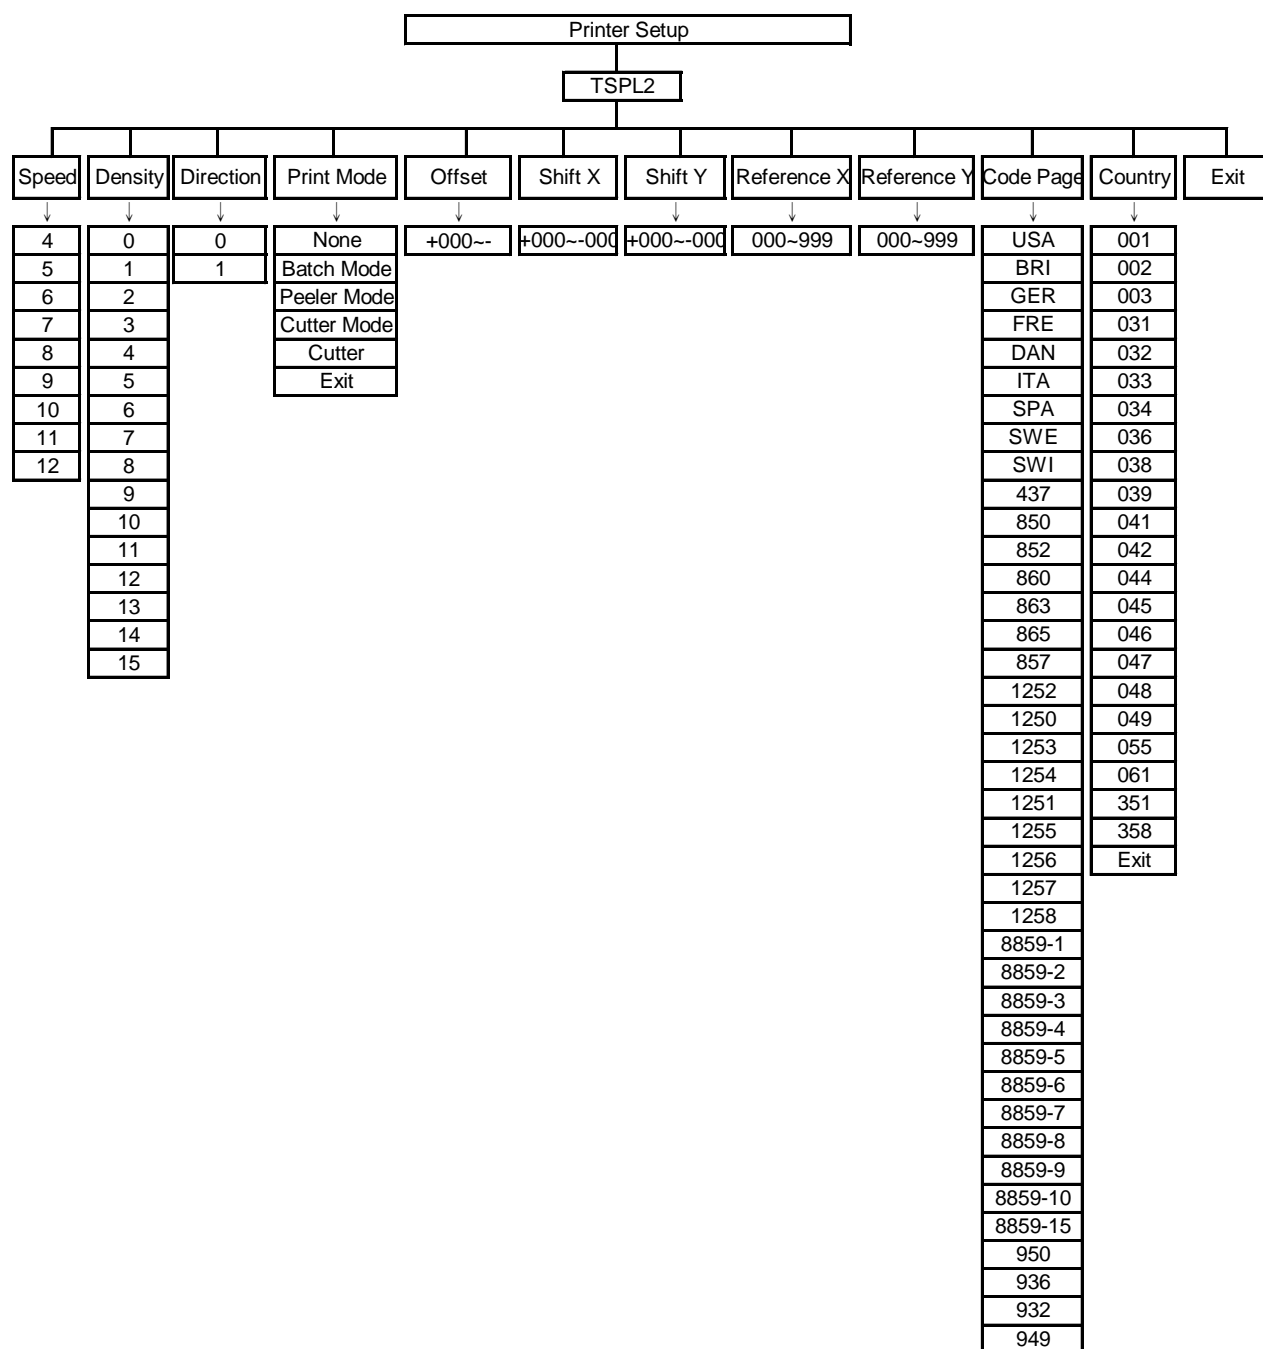 Printer Setup
TSPL2
Speed Density Direction Print Mode Offset Shift X Shift Y Reference X Reference Y Code Page Country Exit
4 0 0 None +000~- +000~-000 +000~-000 000~999 000~999 USA 001
5 1 1 Batch Mode BRI 002
6 2 Peeler Mode GER 003
7 3 Cutter Mode FRE 031
8 4 Cutter DAN 032
9 5 Exit ITA 033
10 6 SPA 034
11 7 SWE 036
12 8 SWI 038
9 437 039
10 850 041
11 852 042
12 860 044
13 863 045
14 865 046
15 857 047
1252 048
1250 049
1253 055
1254 061
1251 351
1255 358
1256 Exit
1257
1258
8859-1
8859-2
8859-3
8859-4
8859-5
8859-6
8859-7
8859-8
8859-9
8859-10
8859-15
950
936
932
949